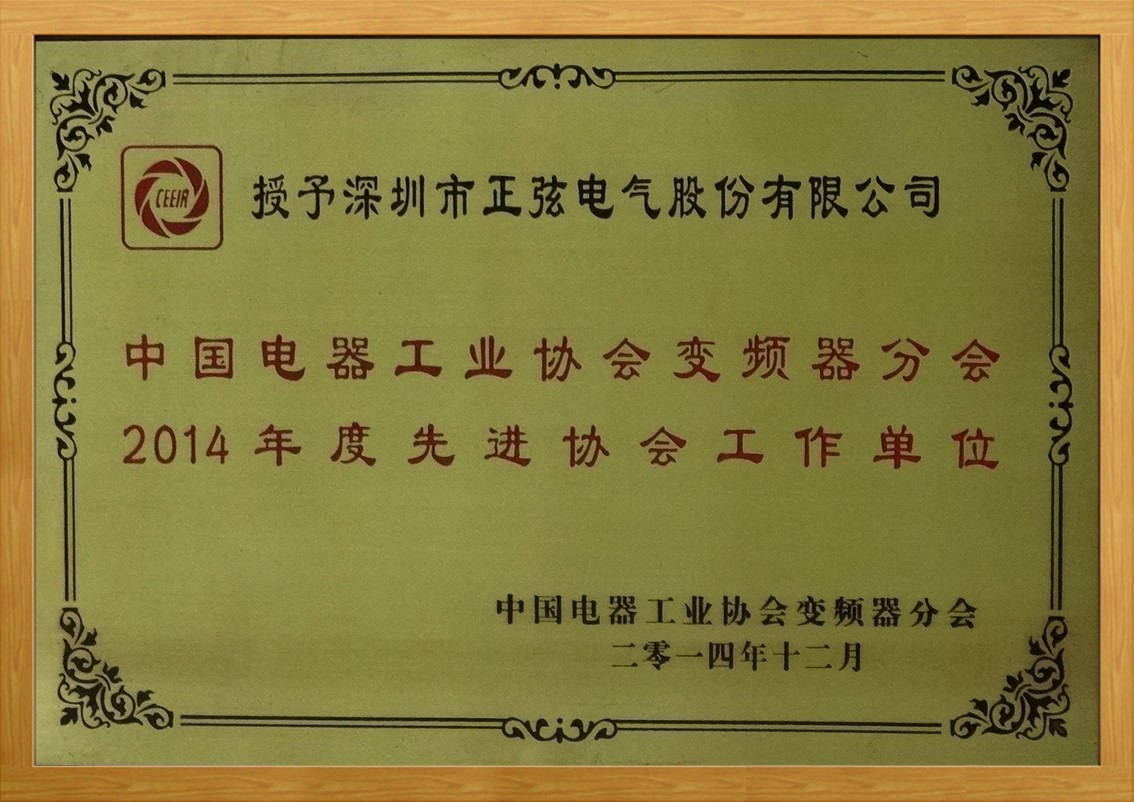 CEEIA
授予深圳市正弦电气股份有限公司
中国电器工业协会变频器分会
2014年度先进协会工作单位
中国电器工业协会变频器分会
二零一四年十二月